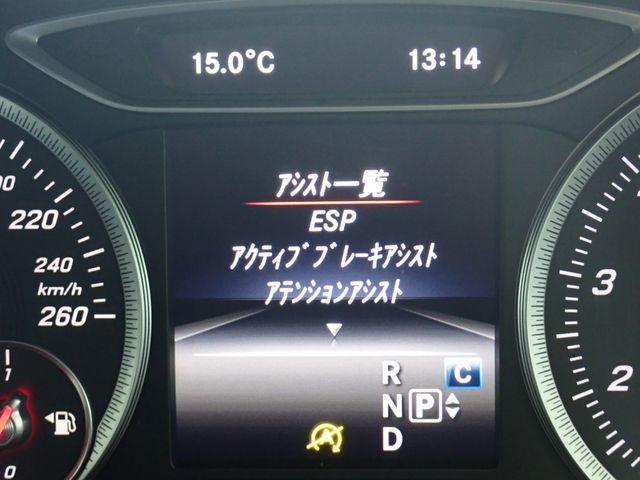 15.0°C 13:14
アシスト一覧
ESP
アクティブブレーキアシスト
アテンションアシスト
220
240
km/h
260
3
2
R C
N P
D
A
1
0